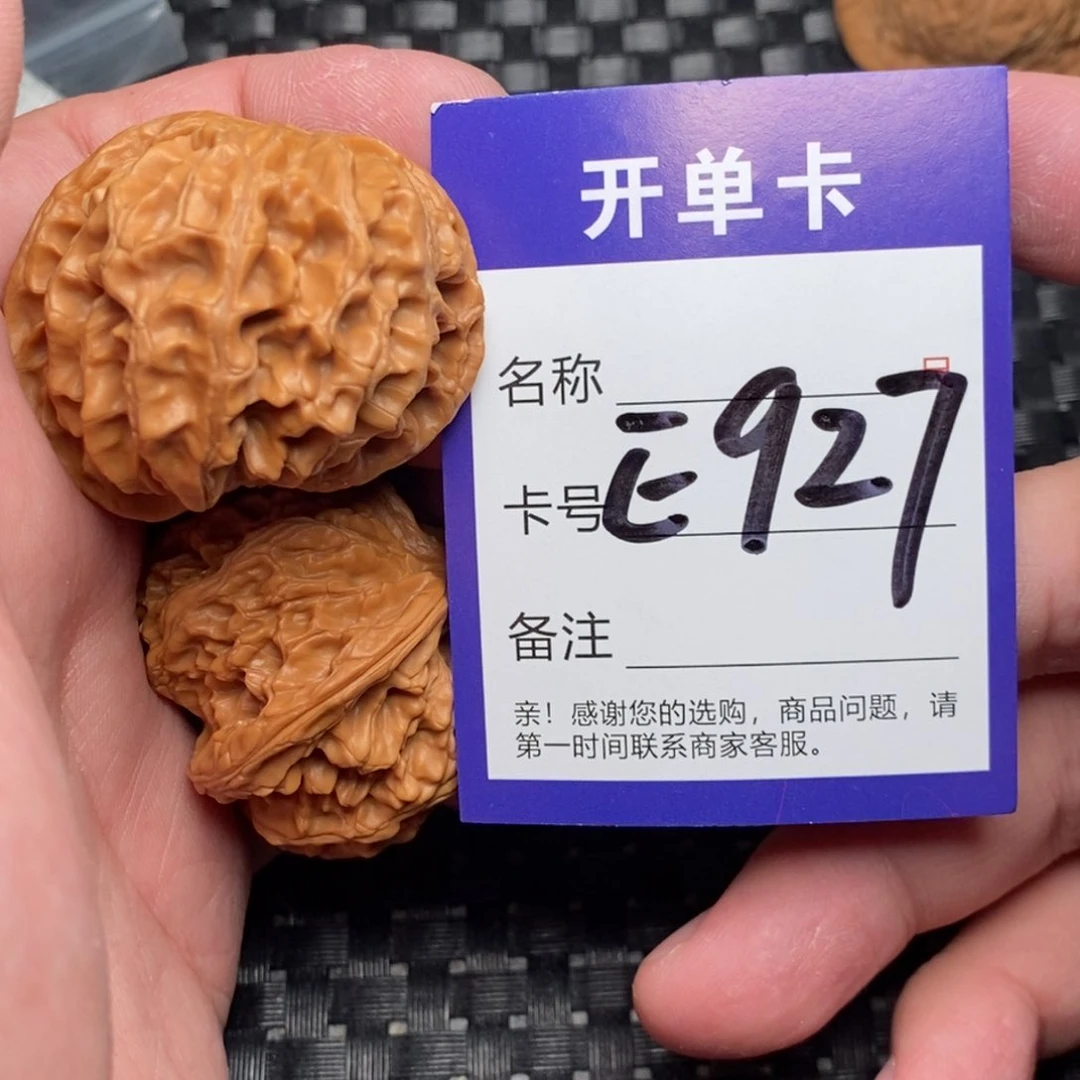 开单卡
名称
卡号 E927
备注
亲！感谢您的选购，商品问题，请
第一时间联系商家客服。